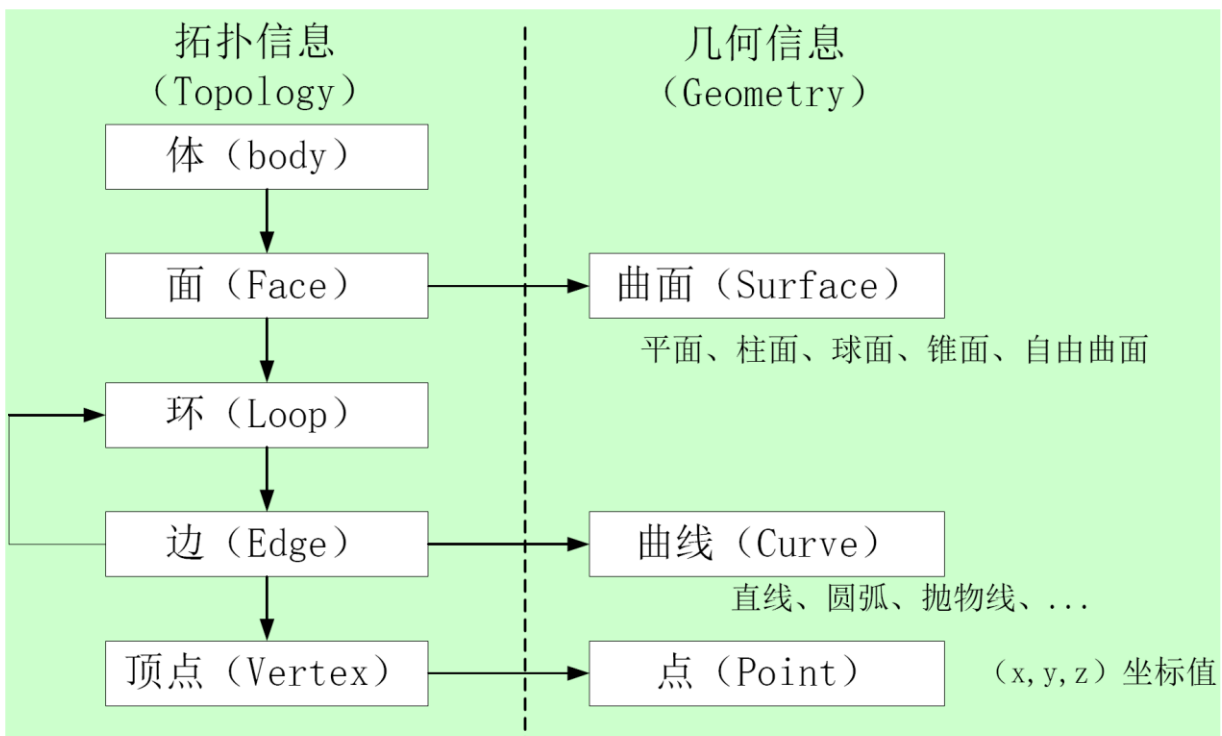 拓扑信息
（Topology）
几何信息
（Geometry）
体（body）
面（Face）
曲面（Surface）
平面、柱面、球面、锥面、自由曲面
环（Loop）
边（Edge）
曲线（Curve）
直线、圆弧、抛物线、...
顶点（Vertex）
点（Point）
（x,y,z）坐标值